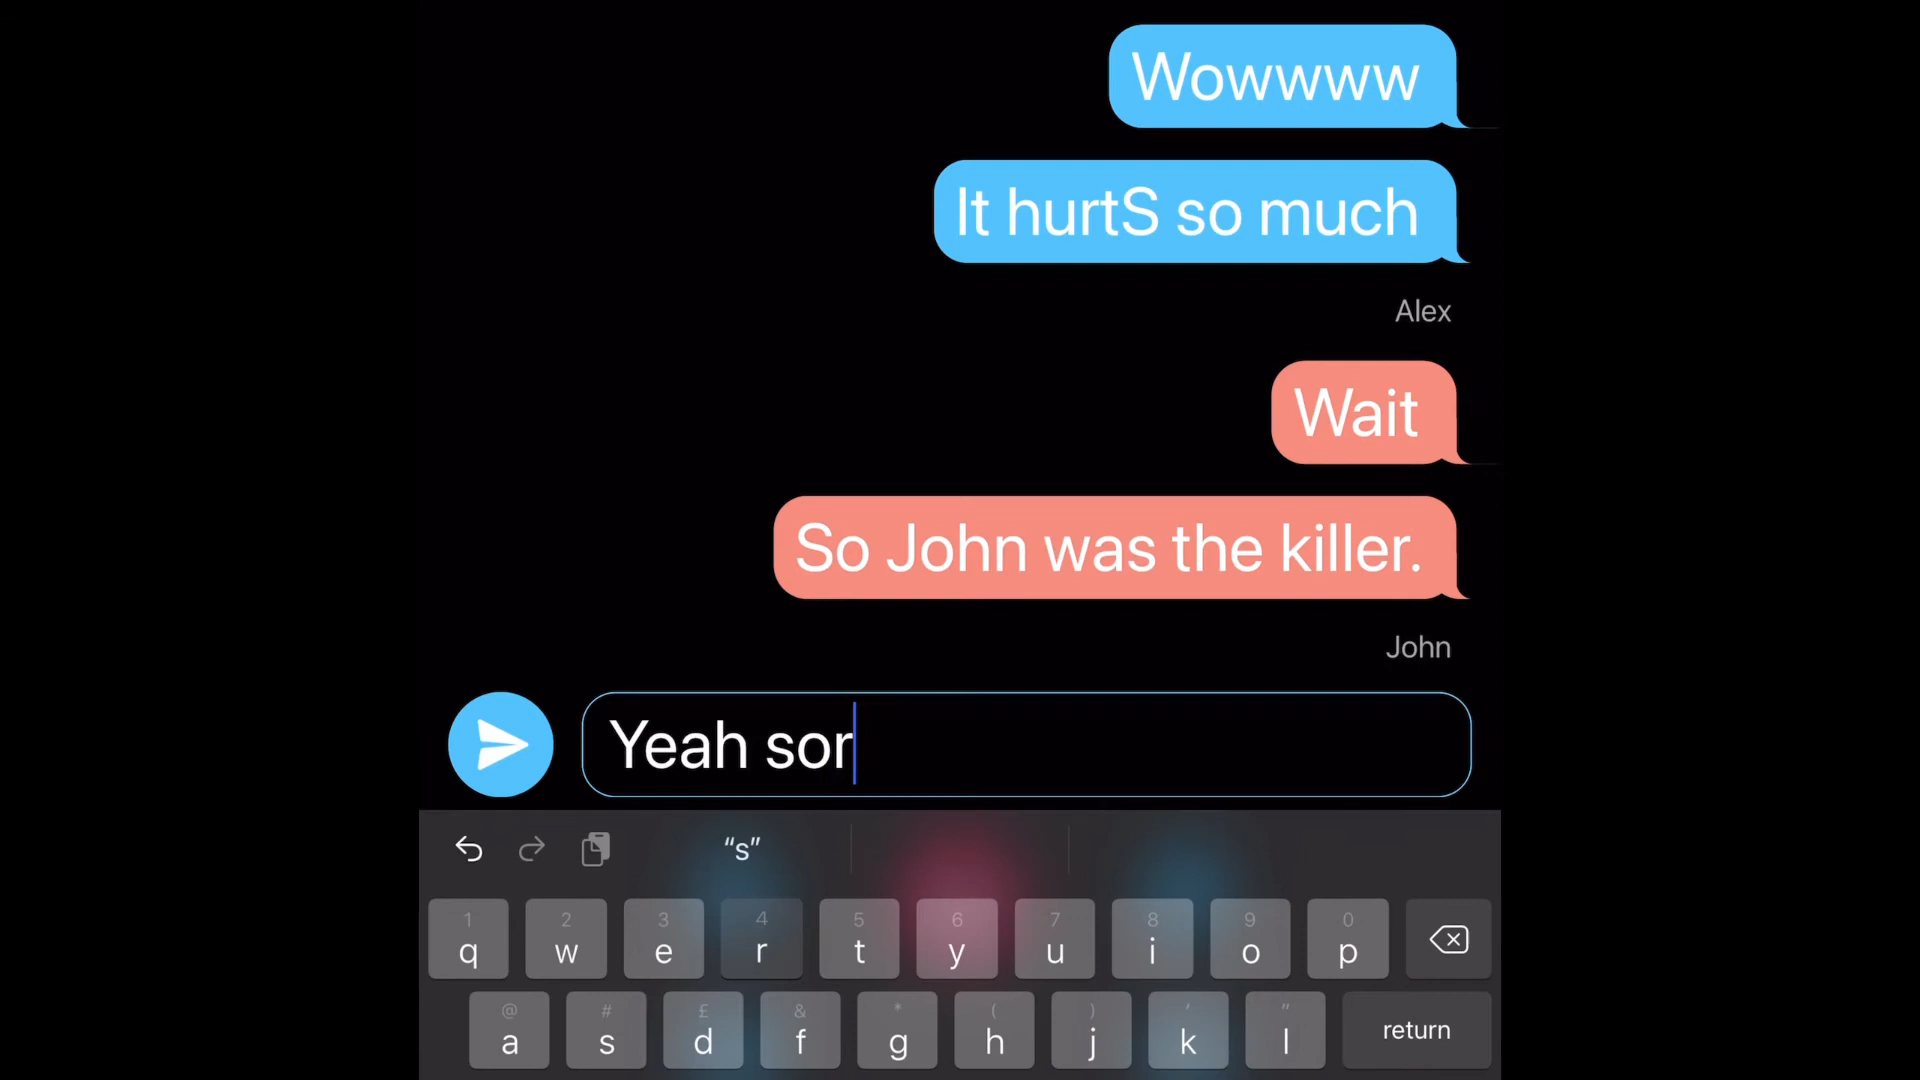 Wowwww
It hurtS so much
Alex
Wait
So John was the killer.
John
Yeah sor
“s”
1 2 3 4 5 6 7 8 9 0
q w e r t y u i o p
@ # £ & * ( ) ’ ”
a s d f g h j k l return